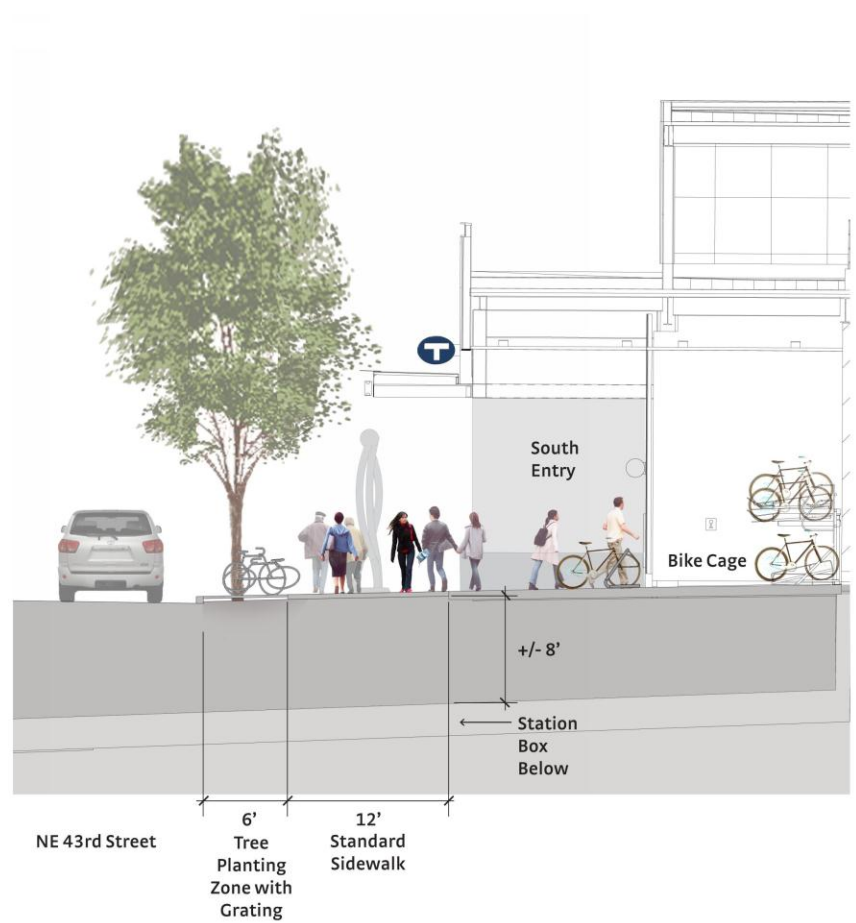 T
South
Entry
Bike Cage
+/- 8’
Station
Box
Below
NE 43rd Street
6’
Tree
Planting
Zone with
Grating
12’
Standard
Sidewalk